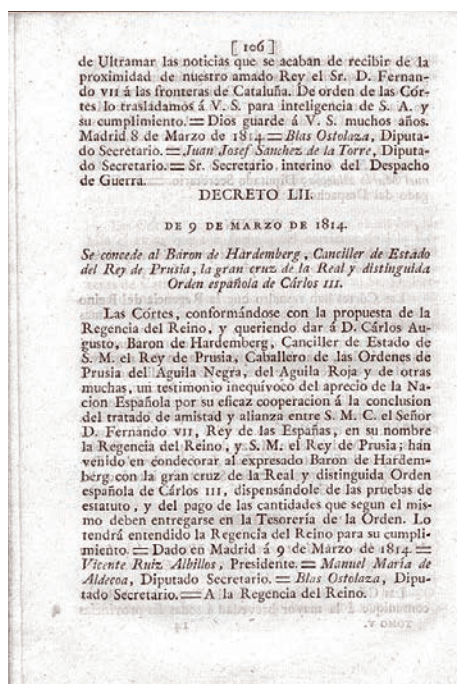 [ 106 ]
de Ultramar las noticias que se acaban de recibir de la
proximidad de nuestro amado Rey el Sr. D. Fernan-
do VII á las fronteras de Cataluña. De orden de las Cór-
tes lo trasladamos á V. S. para inteligencia de S. A. y
su cumplimiento. = Dios guarde á V. S. muchos años.
Madrid 8 de Marzo de 1814 = Blas Ostolaza, Diputa-
do Secretario. = Juan Josef Sanchez de la Torre, Diputa-
do Secretario. = Sr. Secretario interino del Despacho
de Guerra.
DECRETO LII.
DE 9 DE MARZO DE 1814.
Se concede al Baron de Hardemberg, Canciller de Estado
del Rey de Prusia, la gran cruz de la Real y distinguida
Orden española de Cárlos III.
Las Córtes, conformándose con la propuesta de la
Regencia del Reino, y queriendo dar á D. Cárlos Au-
gusto, Baron de Hardemberg, Canciller de Estado de
S. M. el Rey de Prusia, Caballero de las Ordenes de
Prusia del Aguila Negra, del Aguila Roja y de otras
muchas, un testimonio inequívoco del aprecio de la Na-
cion Española por su eficaz cooperacion á la conclusion
del tratado de amistad y alianza entre S. M. C. el Señor
D. Fernando VII, Rey de las Españas, en su nombre
la Regencia del Reino, y S. M. el Rey de Prusia; han
venido en condecorar al expresado Baron de Hardem-
berg con la gran cruz de la Real y distinguida Orden
española de Cárlos III, dispensándole de las pruebas de
estatuto, y del pago de las cantidades que segun el mis-
mo deben entregarse en la Tesorería de la Orden. Lo
tendrá entendido la Regencia del Reino para su cumpli-
miento. = Dado en Madrid á 9 de Marzo de 1814. =
Vicente Ruiz Albillos, Presidente. = Manuel María de
Aldecoa, Diputado Secretario. = Blas Ostolaza, Dipu-
tado Secretario. = A la Regencia del Reino.